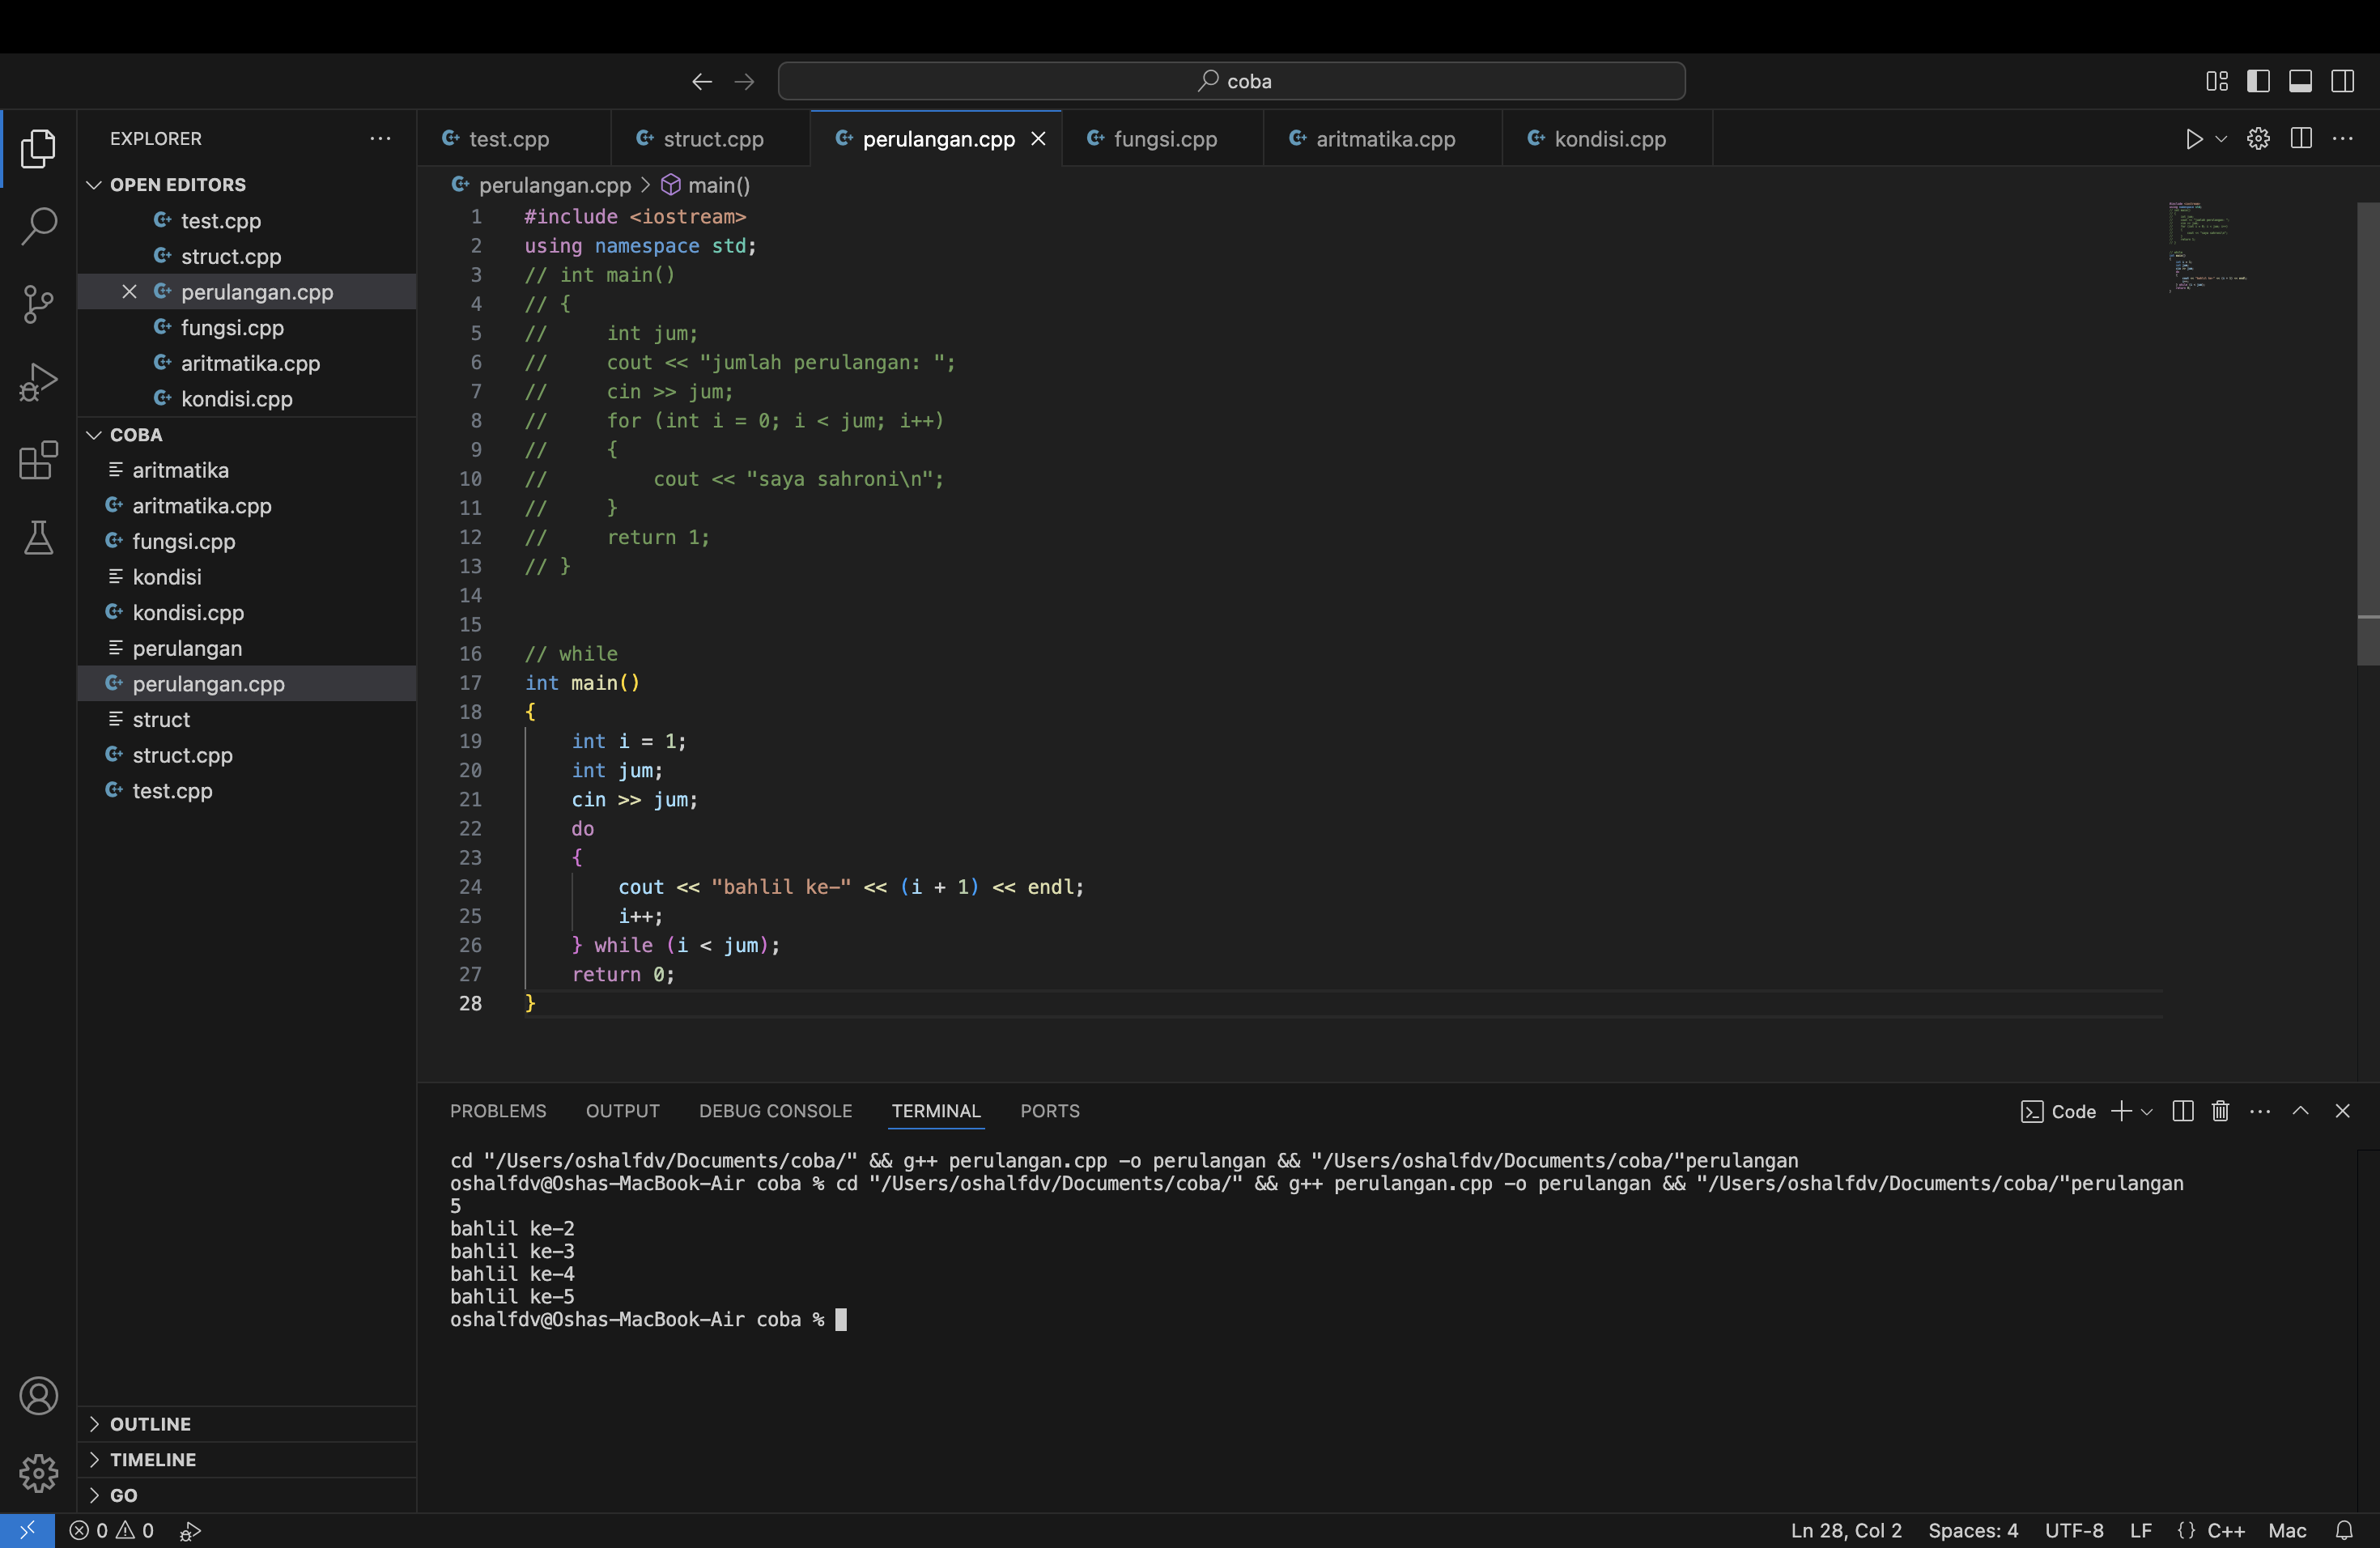 coba
EXPLORER
OPEN EDITORS
test.cpp
struct.cpp
perulangan.cpp
fungsi.cpp
aritmatika.cpp
kondisi.cpp
COBA
aritmatika
aritmatika.cpp
fungsi.cpp
kondisi
kondisi.cpp
perulangan
perulangan.cpp
struct
struct.cpp
test.cpp
OUTLINE
TIMELINE
GO
test.cpp struct.cpp perulangan.cpp fungsi.cpp aritmatika.cpp kondisi.cpp
perulangan.cpp > main()
1 #include <iostream>
2 using namespace std;
3 // int main()
4 // {
5 //     int jum;
6 //     cout << "jumlah perulangan: ";
7 //     cin >> jum;
8 //     for (int i = 0; i < jum; i++)
9 //     {
10 //         cout << "saya sahroni\n";
11 //     }
12 //     return 1;
13 // }
14
15
16 // while
17 int main()
18 {
19     int i = 1;
20     int jum;
21     cin >> jum;
22     do
23     {
24         cout << "bahlil ke-" << (i + 1) << endl;
25         i++;
26     } while (i < jum);
27     return 0;
28 }
PROBLEMS OUTPUT DEBUG CONSOLE TERMINAL PORTS Code
cd "/Users/oshalfdv/Documents/coba/" && g++ perulangan.cpp -o perulangan && "/Users/oshalfdv/Documents/coba/"perulangan
oshalfdv@Oshas-MacBook-Air coba % cd "/Users/oshalfdv/Documents/coba/" && g++ perulangan.cpp -o perulangan && "/Users/oshalfdv/Documents/coba/"perulangan
5
bahlil ke-2
bahlil ke-3
bahlil ke-4
bahlil ke-5
oshalfdv@Oshas-MacBook-Air coba %
0 0 Ln 28, Col 2 Spaces: 4 UTF-8 LF {} C++ Mac